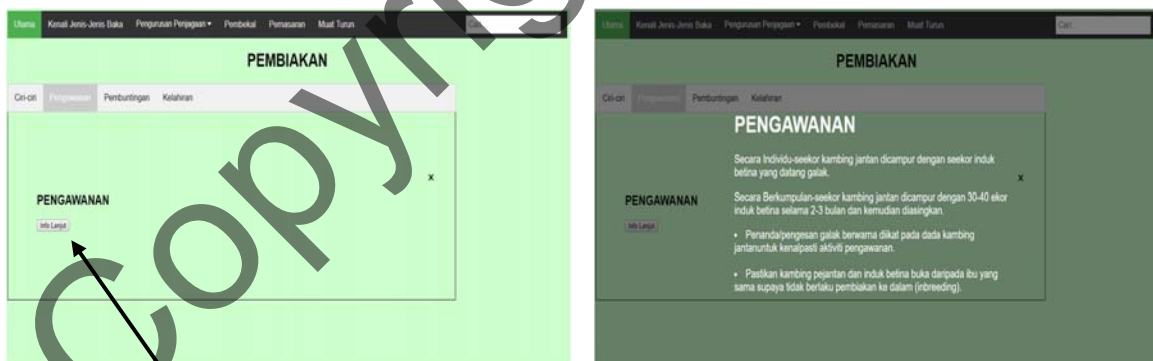 Utama Kenali Jenis-Jenis Baka Pengurusan Penjagaan Pembekal Pemasaran Muat Turun Cari...
PEMBIAKAN
Ciri-ciri Pengawanan Pembuntingan Kelahiran
x
PENGAWANAN
Info Lanjut
Utama Kenali Jenis-Jenis Baka Pengurusan Penjagaan Pembekal Pemasaran Muat Turun Cari...
PEMBIAKAN
Ciri-ciri Pengawanan Pembuntingan Kelahiran
PENGAWANAN
Secara Individu-seekor kambing jantan dicampur dengan seekor induk
betina yang datang galak.
x
PENGAWANAN
Secara Berkumpulan-seekor kambing jantan dicampur dengan 30-40 ekor
induk betina selama 2-3 bulan dan kemudian diasingkan.
Info Lanjut
• Penanda/pengesan galak berwarna diikat pada dada kambing
jantanuntuk kenalpasti aktiviti pengawanan.
• Pastikan kambing pejantan dan induk betina buka daripada ibu yang
sama supaya tidak berlaku pembiakan ke dalam (inbreeding).